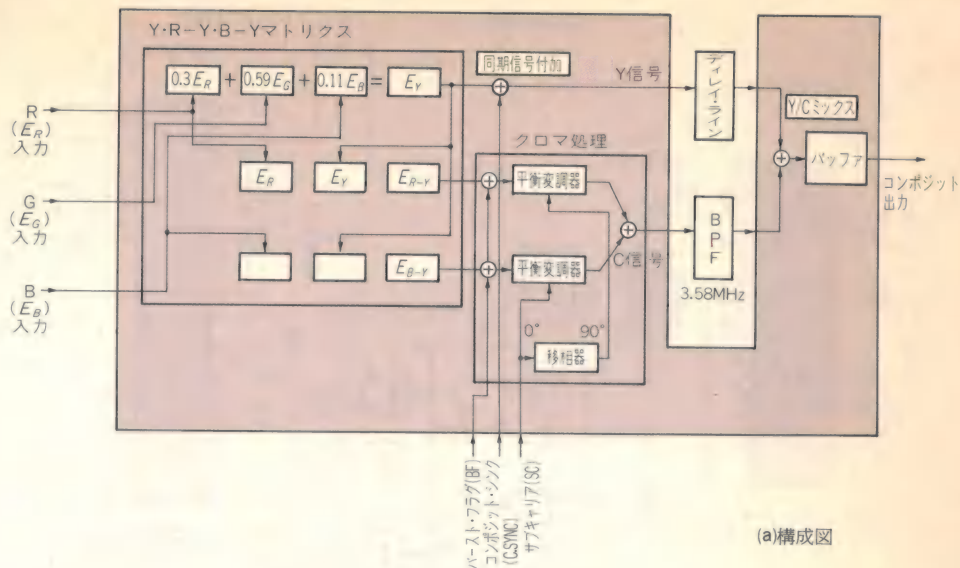 Y・R－Y・B－Yマトリクス
0.3E_R + 0.59E_G + 0.11E_B = E_Y
同期信号付加
Y信号
ディレイ・ライン
Y/Cミックス
R
(E_R)
入力
クロマ処理
E_R
E_Y
E_R-Y
平衡変調器
バッファ
コンポジット
出力
G
(E_G)
入力
BPF
C信号
E_B-Y
平衡変調器
3.58MHz
B
(E_B)
入力
0° 90°
移相器
バースト・フラグ(BF)
コンポジット・シンク
(C.SYNC)
サブキャリア(SC)
(a)構成図